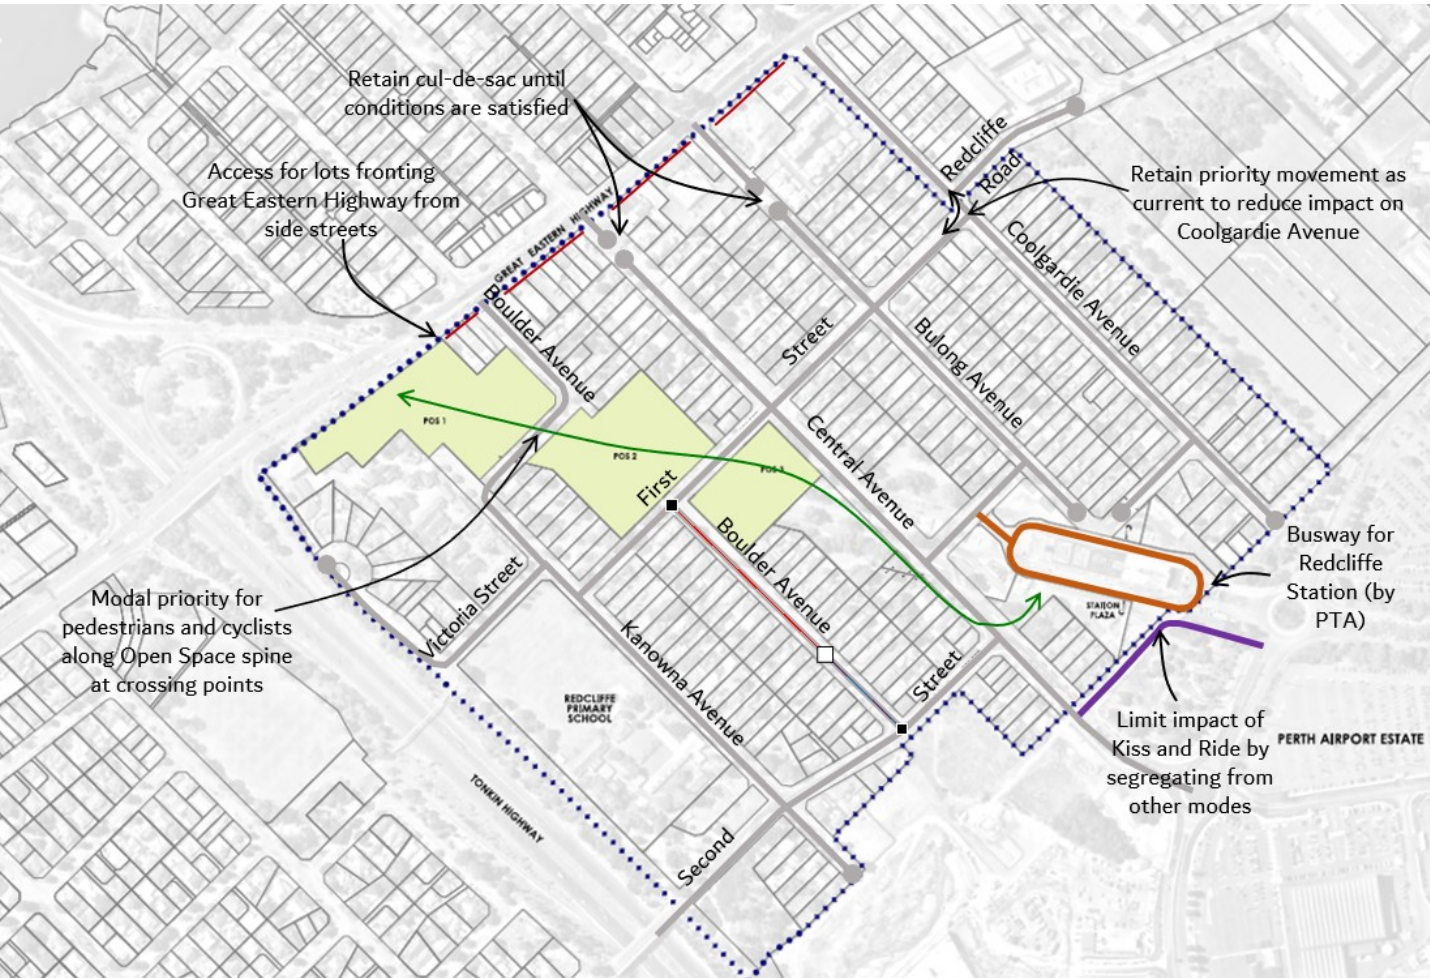 Retain cul-de-sac until
conditions are satisfied
Access for lots fronting
Great Eastern Highway from
side streets
GREAT EASTERN HIGHWAY
Redcliffe
Road
Retain priority movement as
current to reduce impact on
Coolgardie Avenue
Coolgardie Avenue
Boulder Avenue
Street
Bulong Avenue
POS 1
POS 2
POS 3
First
Central Avenue
Boulder Avenue
Busway for
Redcliffe
Station (by
PTA)
STATION
PLAZA
Modal priority for
pedestrians and cyclists
along Open Space spine
at crossing points
Victoria Street
Kanowna Avenue
Street
REDCLIFFE
PRIMARY
SCHOOL
Limit impact of
Kiss and Ride by
segregating from
other modes
PERTH AIRPORT ESTATE
TONKIN HIGHWAY
Second